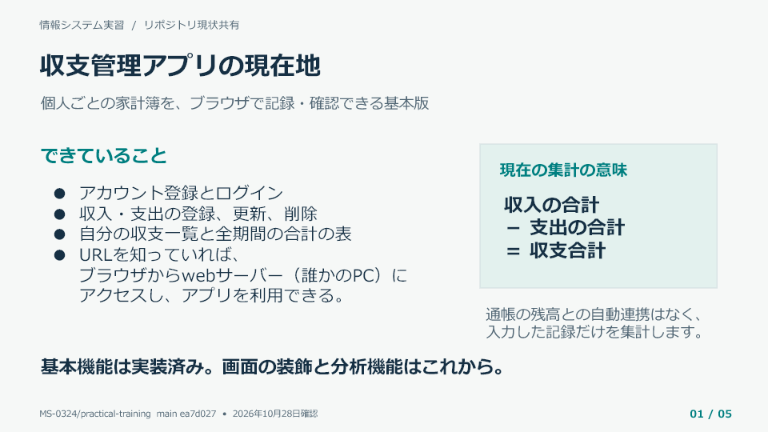 情報システム実習 / リポジトリ現状共有
収支管理アプリの現在地
個人ごとの家計簿を、ブラウザで記録・確認できる基本版
できていること
● アカウント登録とログイン
● 収入・支出の登録、更新、削除
● 自分の収支一覧と全期間の合計の表
● URLを知っていれば、
ブラウザからwebサーバー（誰かのPC）に
アクセスし、アプリを利用できる。
現在の集計の意味
収入の合計
− 支出の合計
= 収支合計
通帳の残高との自動連携はなく、
入力した記録だけを集計します。
基本機能は実装済み。画面の装飾と分析機能はこれから。
MS-0324/practical-training main ea7d027 • 2026年10月28日確認
01 / 05